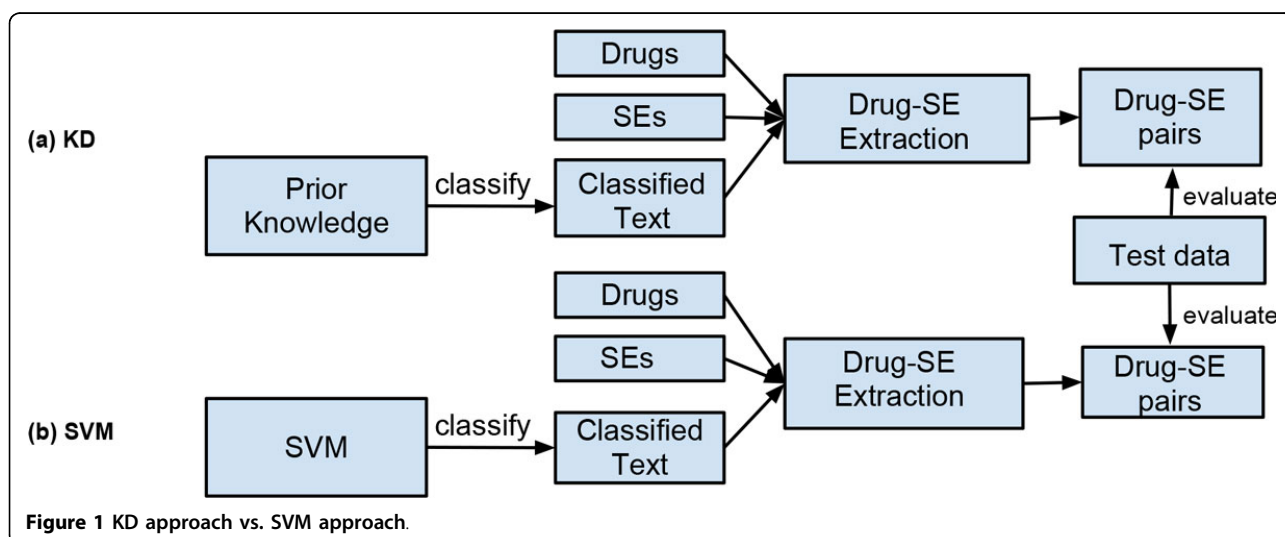 (a) KD
Prior
Knowledge
classify
Drugs
SEs
Classified
Text
Drug-SE
Extraction
Drug-SE
pairs
evaluate
Test data
evaluate
(b) SVM
SVM
classify
Drugs
SEs
Classified
Text
Drug-SE
Extraction
Drug-SE
pairs
Figure 1 KD approach vs. SVM approach.